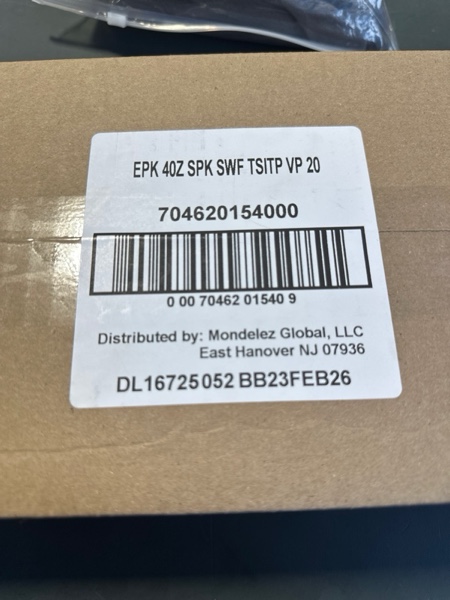 EPK 40Z SPK SWF TSITP VP 20
704620154000
0 00 70462 01540 9
Distributed by: Mondelez Global, LLC
East Hanover NJ 07936
DL16725052 BB23FEB26